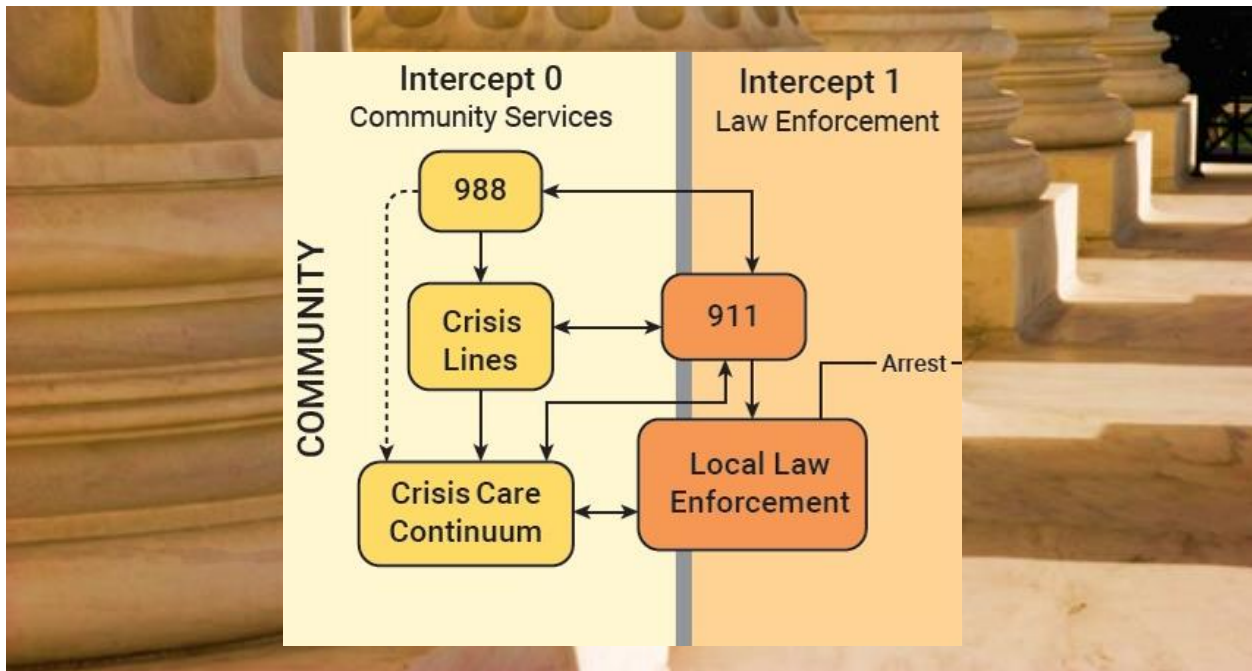 Intercept 0
Community Services
Intercept 1
Law Enforcement
COMMUNITY
988
Crisis
Lines
911
Arrest
Crisis Care
Continuum
Local Law
Enforcement